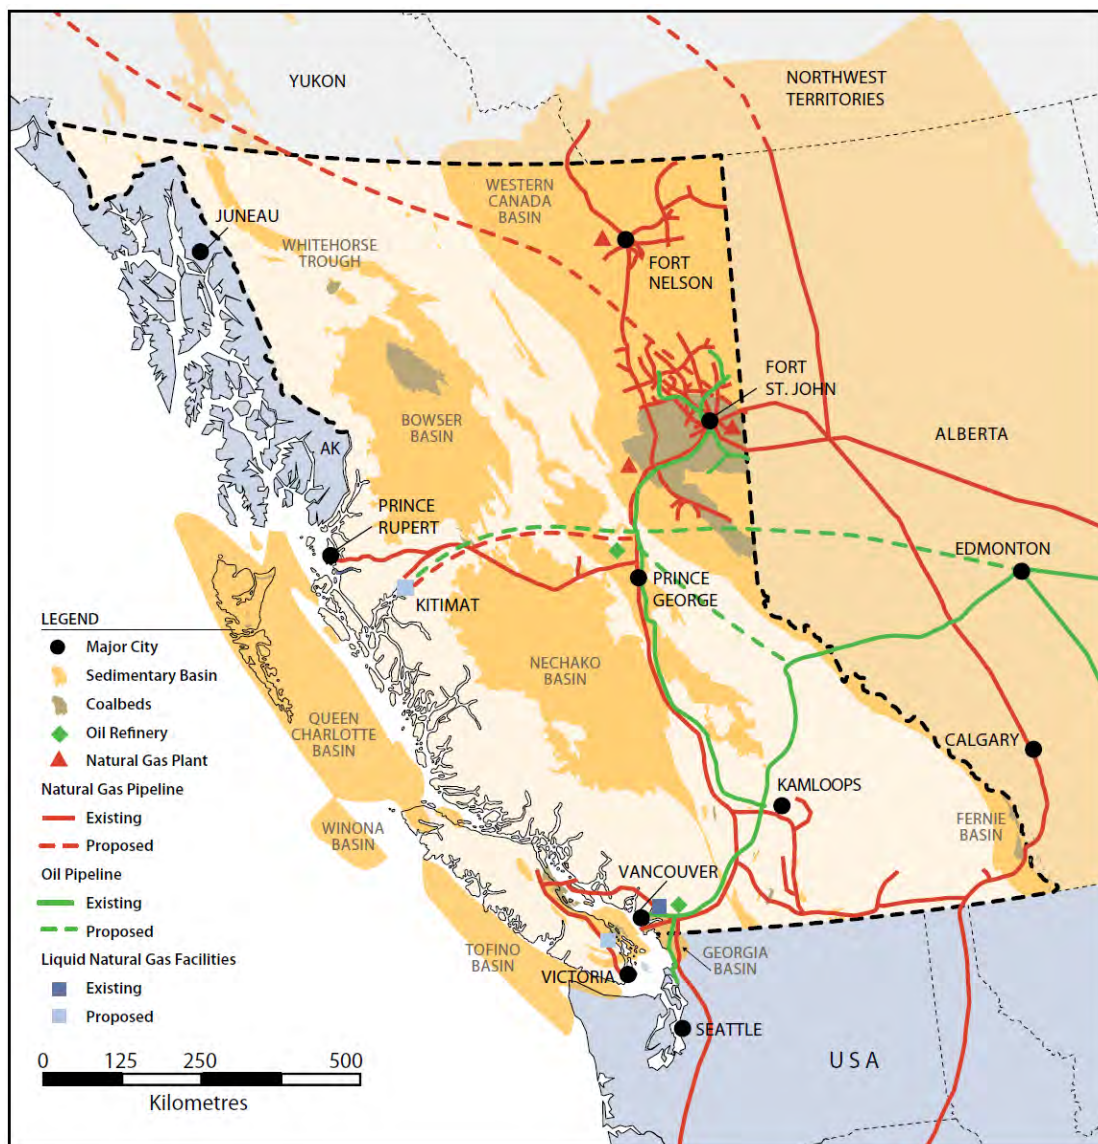 YUKON
NORTHWEST
TERRITORIES
WESTERN
CANADA
BASIN
JUNEAU
WHITEHORSE
TROUGH
FORT
NELSON
FORT
ST. JOHN
BOWSER
BASIN
ALBERTA
AK
PRINCE
RUPERT
EDMONTON
KITIMAT
PRINCE
GEORGE
NECHAKO
BASIN
QUEEN
CHARLOTTE
BASIN
CALGARY
KAMLOOPS
FERNIE
BASIN
WINONA
BASIN
VANCOUVER
TOFINO
BASIN
GEORGIA
BASIN
VICTORIA
SEATTLE
USA
LEGEND
Major City
Sedimentary Basin
Coalbeds
Oil Refinery
Natural Gas Plant
Natural Gas Pipeline
Existing
Proposed
Oil Pipeline
Existing
Proposed
Liquid Natural Gas Facilities
Existing
Proposed
0 125 250 500
Kilometres